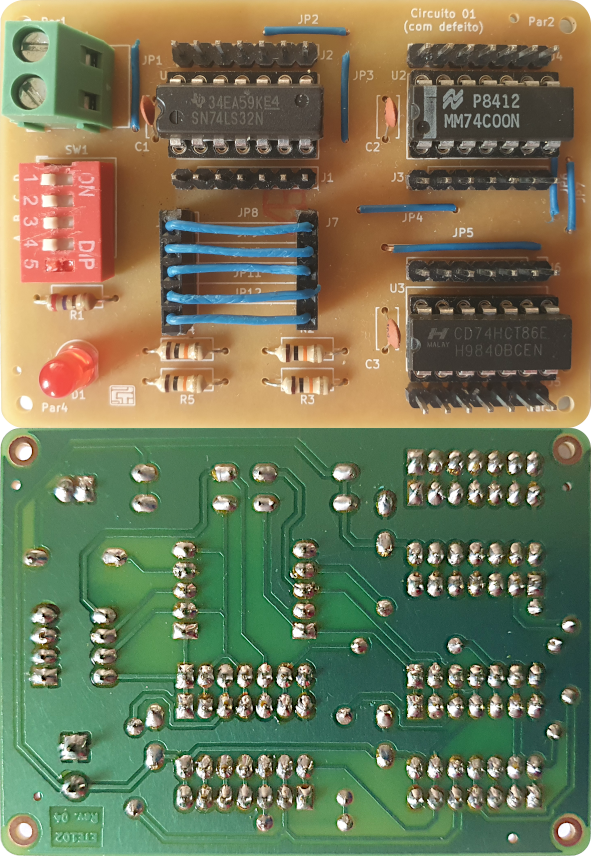 Par1
JP2
Circuito 01
(com defeito)
Par2
JP1
J2
JP3
U2
J4
34EA59KE4
SN74LS32N
P8412
MM74C00N
C1
C2
SW1
J1
J3
ON
1
2
3
4
5
DIP
JP8
J7
JP4
JP5
JP11
U3
R1
CD74HCT86E
H9840BCEN
MALAY
C3
D1
Par4
R5
R3
ETE102
Rev. 04